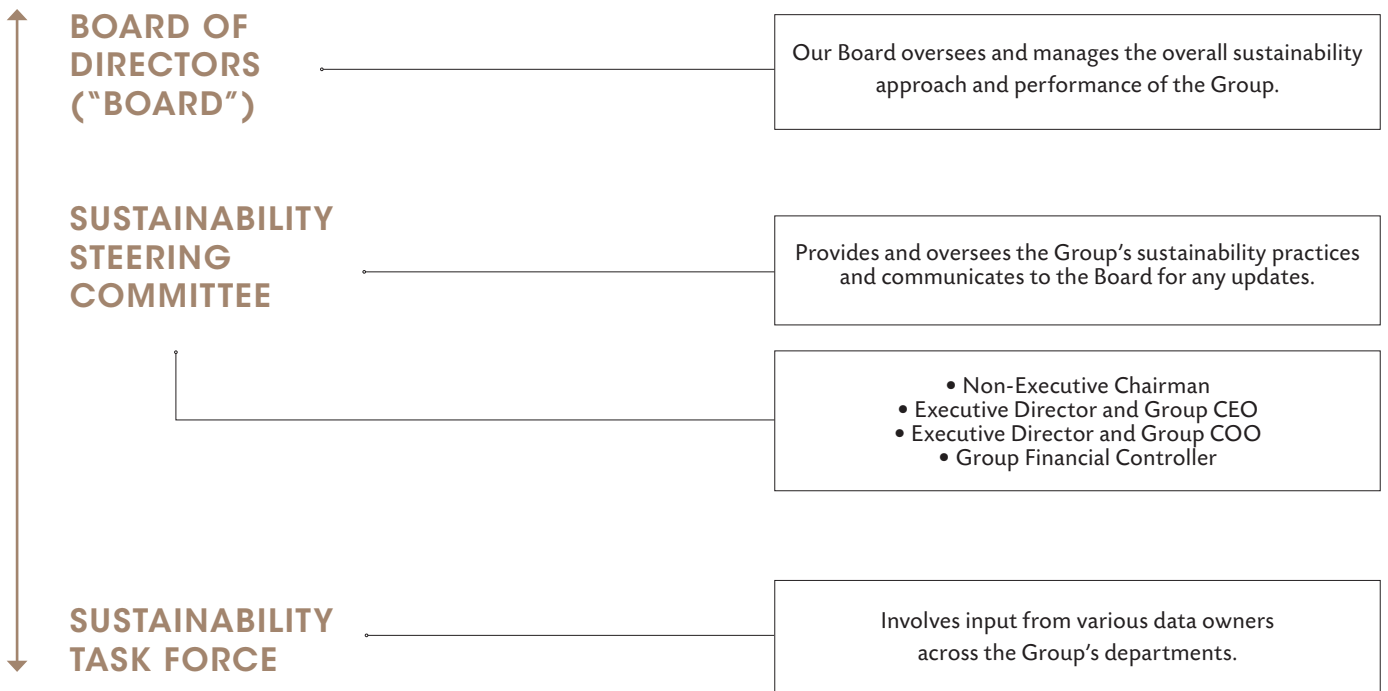 BOARD OF
DIRECTORS
("BOARD")
Our Board oversees and manages the overall sustainability
approach and performance of the Group.
SUSTAINABILITY
STEERING
COMMITTEE
Provides and oversees the Group's sustainability practices
and communicates to the Board for any updates.
• Non-Executive Chairman
• Executive Director and Group CEO
• Executive Director and Group COO
• Group Financial Controller
SUSTAINABILITY
TASK FORCE
Involves input from various data owners
across the Group's departments.